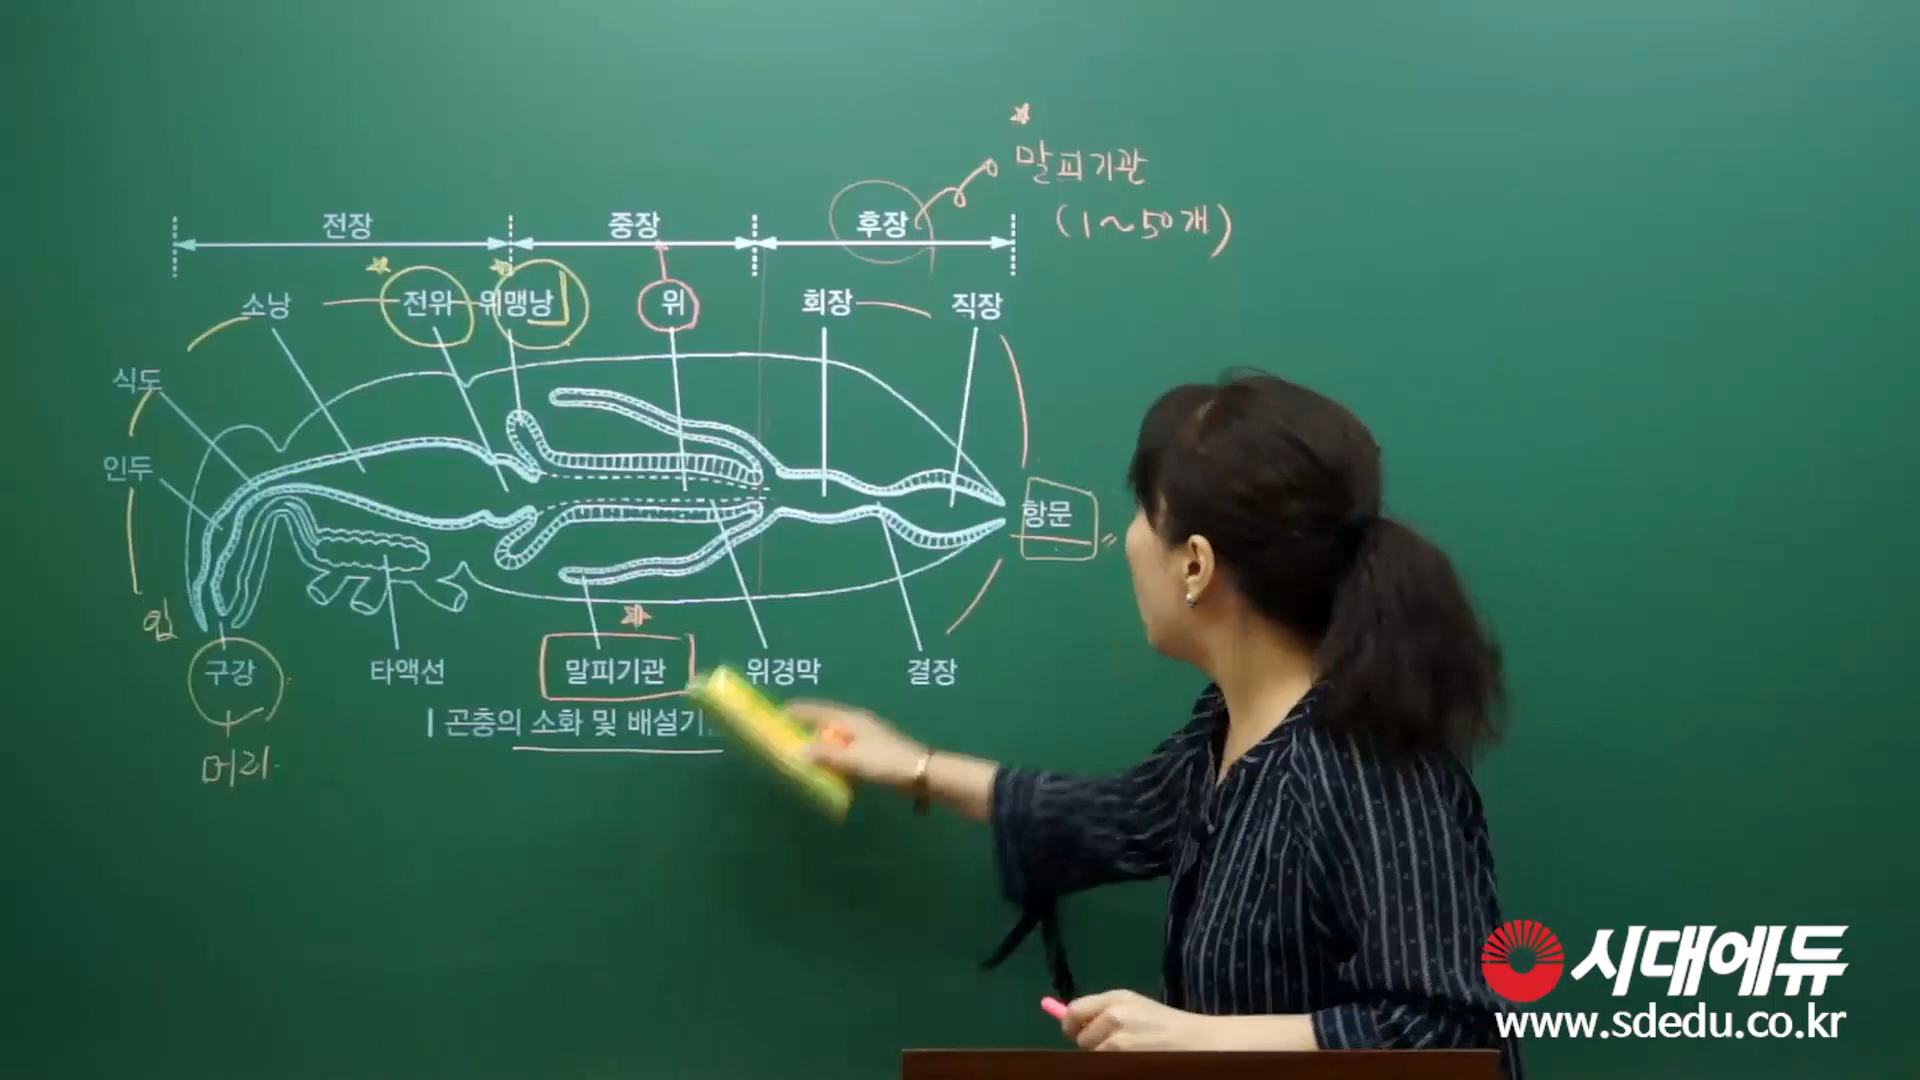 말피기관
(1~50개)
전장 중장 후장
소낭 전위 위맹낭 위 회장 직장
식도
인두
항문
입
구강 타액선 말피기관 위경막 결장
곤충의 소화 및 배설기
머리
시대에듀
www.sdedu.co.kr